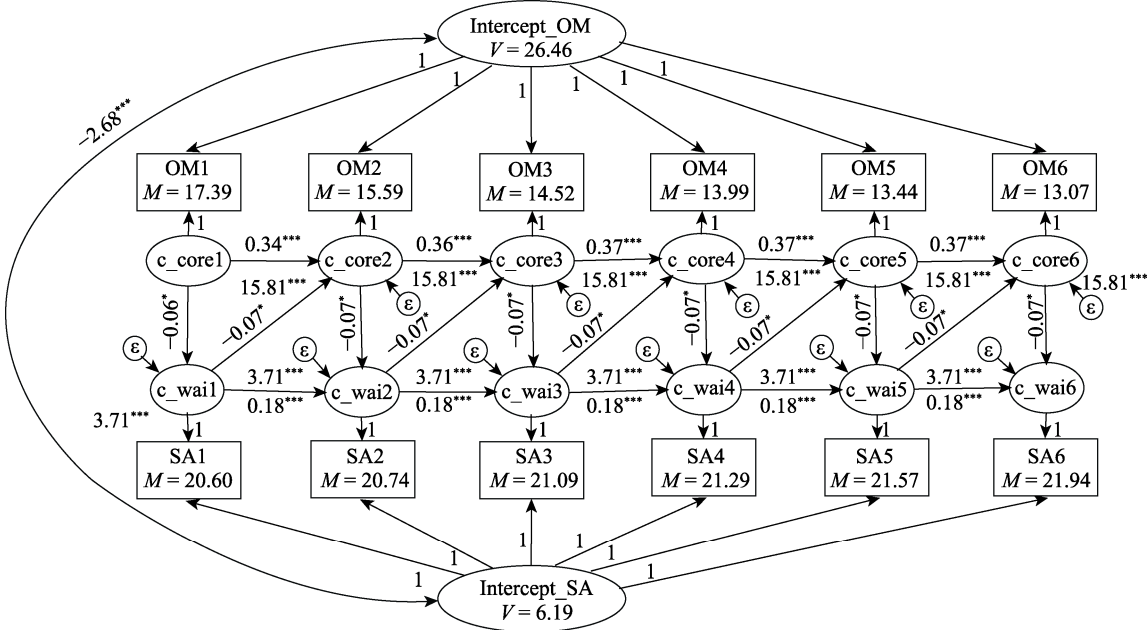 Intercept_OM
V = 26.46
1 1 1 1 1 1
−2.68***
OM1 OM2 OM3 OM4 OM5 OM6
M = 17.39 M = 15.59 M = 14.52 M = 13.99 M = 13.44 M = 13.07
1 1 1 1 1 1
0.34*** 0.36*** 0.37*** 0.37*** 0.37***
c_core1 c_core2 c_core3 c_core4 c_core5 c_core6
15.81*** 15.81*** 15.81*** 15.81*** 15.81*** 15.81***
ε ε ε ε ε
−0.06* −0.07* −0.07* −0.07* −0.07* −0.07* −0.07* −0.07* −0.07* −0.07* −0.07*
ε ε ε ε ε ε
3.71*** 3.71*** 3.71*** 3.71*** 3.71***
c_wai1 c_wai2 c_wai3 c_wai4 c_wai5 c_wai6
0.18*** 0.18*** 0.18*** 0.18*** 0.18***
3.71*** 1 1 1 1 1 1
SA1 SA2 SA3 SA4 SA5 SA6
M = 20.60 M = 20.74 M = 21.09 M = 21.29 M = 21.57 M = 21.94
1 1 1 1 1 1
1
Intercept_SA
V = 6.19